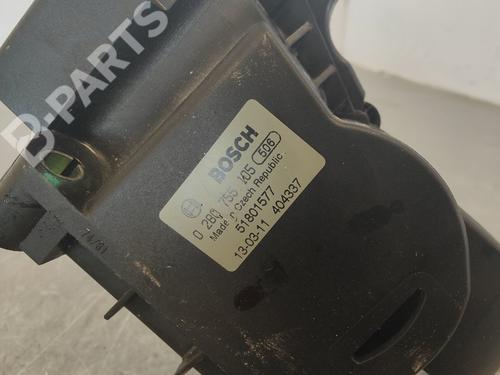 B-PARTS
BOSCH
0 280 755 105 506
Made in Czech Republic
51801577
13-03-11 404337